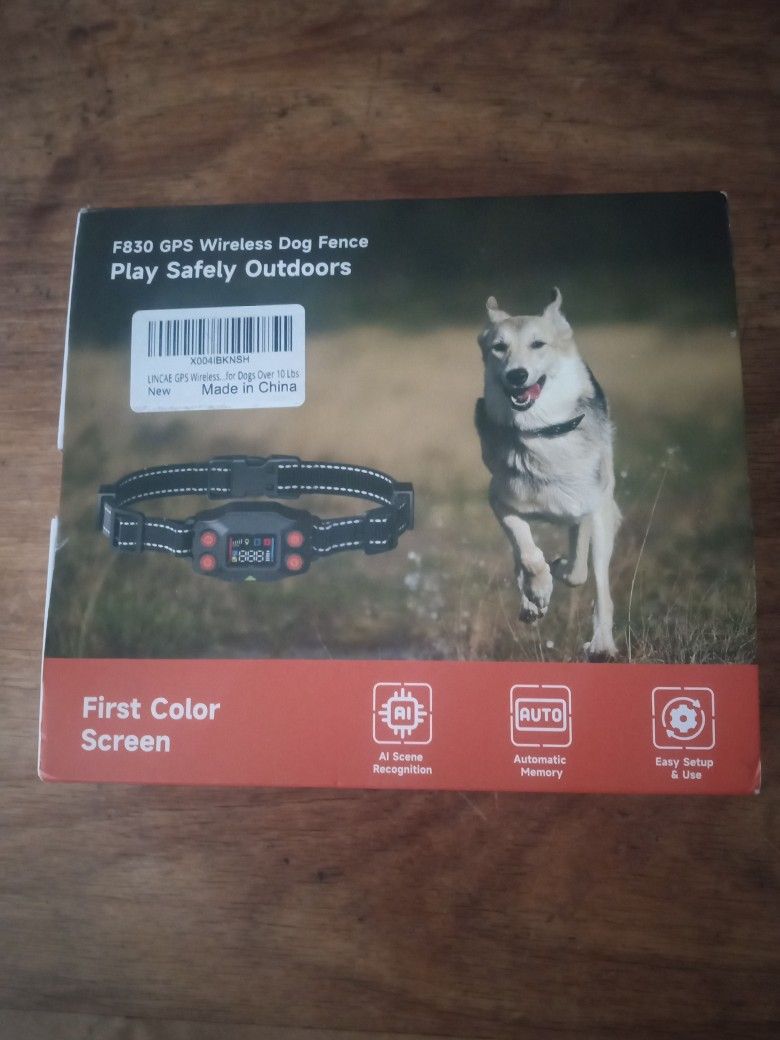 F830 GPS Wireless Dog Fence
Play Safely Outdoors
X004IBKNSH
LINCAE GPS Wireless...for Dogs Over 10 Lbs
New Made in China
888
First Color
Screen
AI
AI Scene
Recognition
AUTO
Automatic
Memory
Easy Setup
& Use